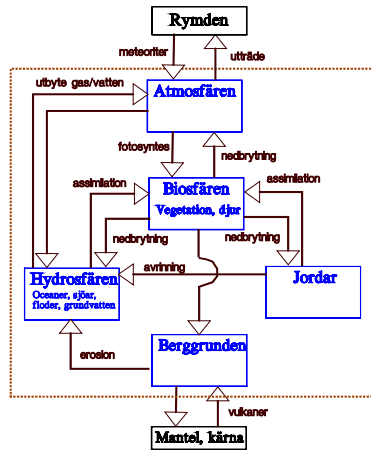 Rymden
meteoriter
utträde
utbyte gas/vatten
Atmosfären
fotosyntes
nedbrytning
assimilation
Biosfären
assimilation
Vegetation, djur
nedbrytning
nedbrytning
avrinning
Hydrosfären
Oceaner, sjöar,
floder, grundvatten
Jordar
Berggrunden
erosion
vulkaner
Mantel, kärna